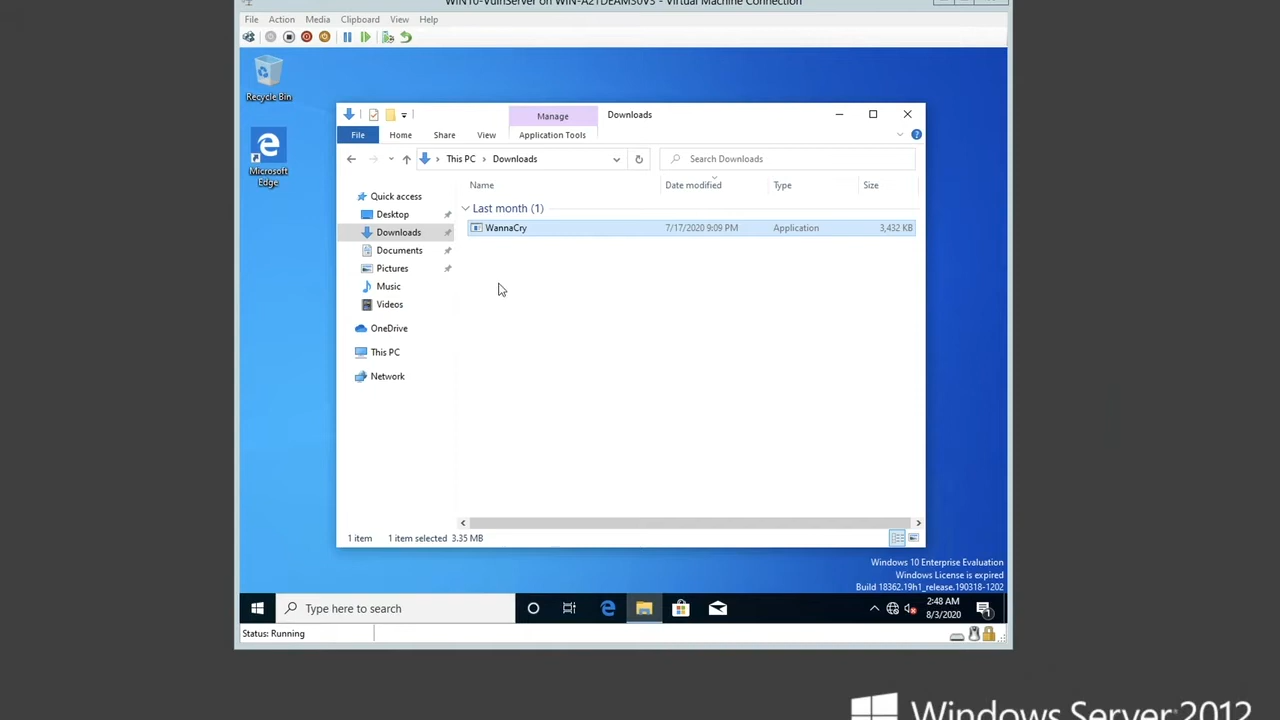 WIN10-VulnServer on WIN-A21DEAM30V3 - Virtual Machine Connection
File Action Media Clipboard View Help
Recycle Bin
Microsoft
Edge
Manage Downloads
File Home Share View Application Tools
This PC Downloads Search Downloads
Name Date modified Type Size
Quick access
Desktop
Downloads
Documents
Pictures
Music
Videos
OneDrive
This PC
Network
Last month (1)
WannaCry 7/17/2020 9:09 PM Application 3,432 KB
1 item 1 item selected 3.35 MB
Windows 10 Enterprise Evaluation
Windows License is expired
Build 18362.19h1_release.190318-1202
Type here to search
2:48 AM
8/3/2020
1
Status: Running
Windows Server 2012